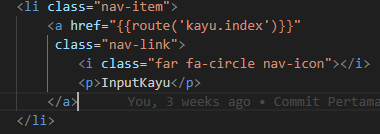 <li class="nav-item">
<a href="{{route('kayu.index')}}"
class="nav-link">
<i class="far fa-circle nav-icon"></i>
<p>InputKayu</p>
</a> You, 3 weeks ago • Commit Pertama
</li>